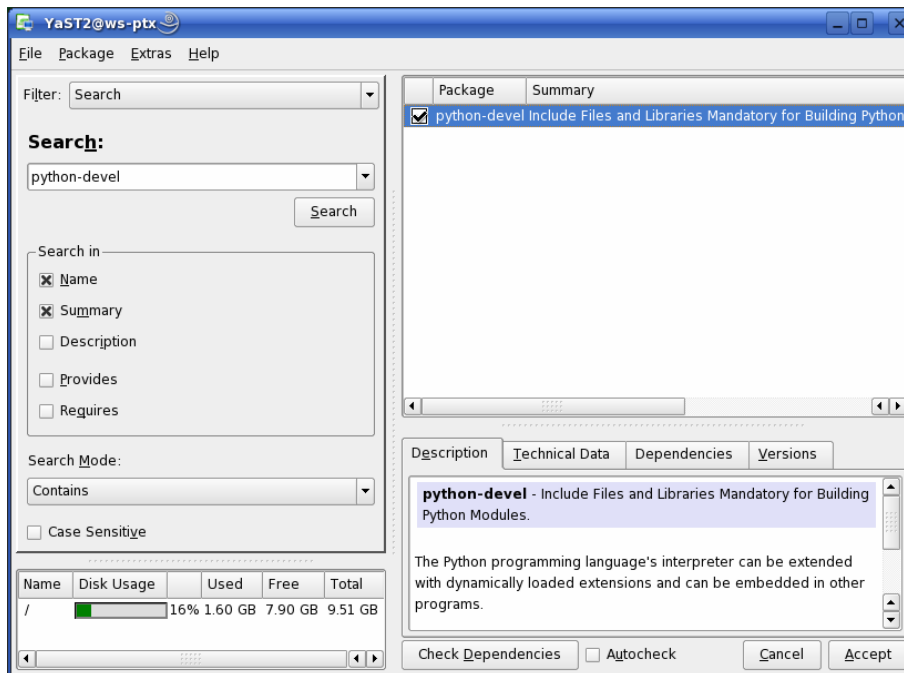 YaST2@ws-ptx
File Package Extras Help
Filter: Search
Search:
python-devel
Search
Search in
Name
Summary
Description
Provides
Requires
Search Mode:
Contains
Case Sensitive
Name Disk Usage Used Free Total
/ 16% 1.60 GB 7.90 GB 9.51 GB
Package Summary
python-devel Include Files and Libraries Mandatory for Building Python
Description Technical Data Dependencies Versions
python-devel - Include Files and Libraries Mandatory for Building
Python Modules.
The Python programming language's interpreter can be extended
with dynamically loaded extensions and can be embedded in other
programs.
Check Dependencies Autocheck Cancel Accept